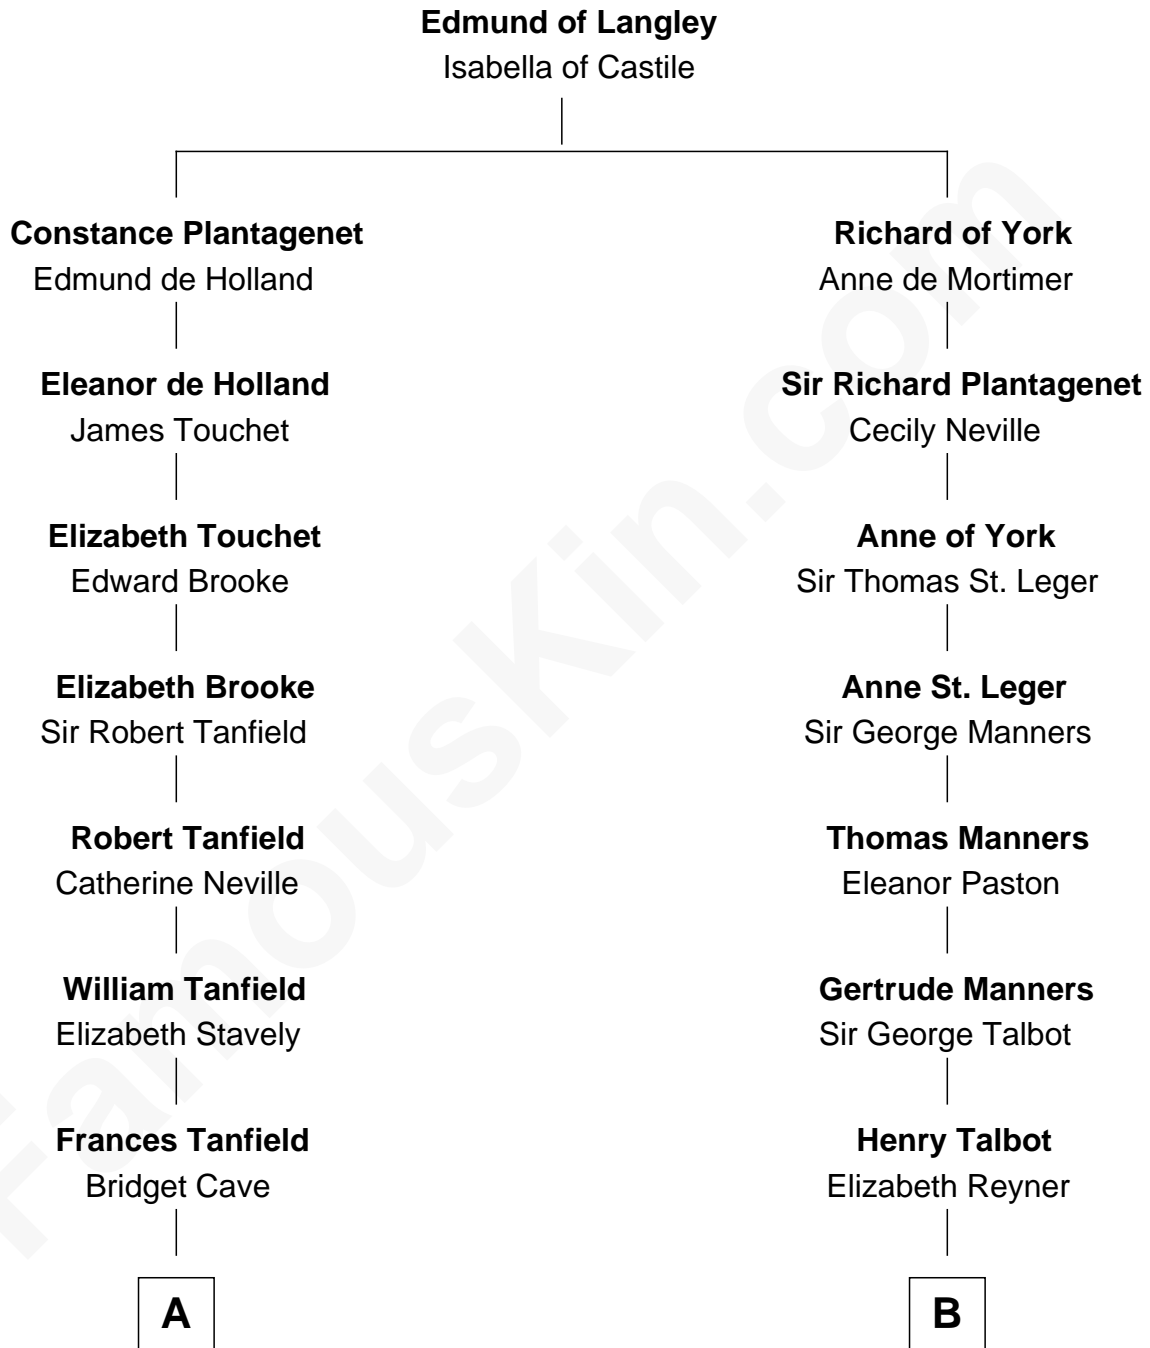 Edmund of Langley
Isabella of Castile
Constance Plantagenet
Edmund de Holland
Richard of York
Anne de Mortimer
Eleanor de Holland
James Touchet
Sir Richard Plantagenet
Cecily Neville
Elizabeth Touchet
Edward Brooke
Anne of York
Sir Thomas St. Leger
Elizabeth Brooke
Sir Robert Tanfield
Anne St. Leger
Sir George Manners
Robert Tanfield
Catherine Neville
Thomas Manners
Eleanor Paston
William Tanfield
Elizabeth Stavely
Gertrude Manners
Sir George Talbot
Frances Tanfield
Bridget Cave
Henry Talbot
Elizabeth Reyner
A
B
FamousKin.com